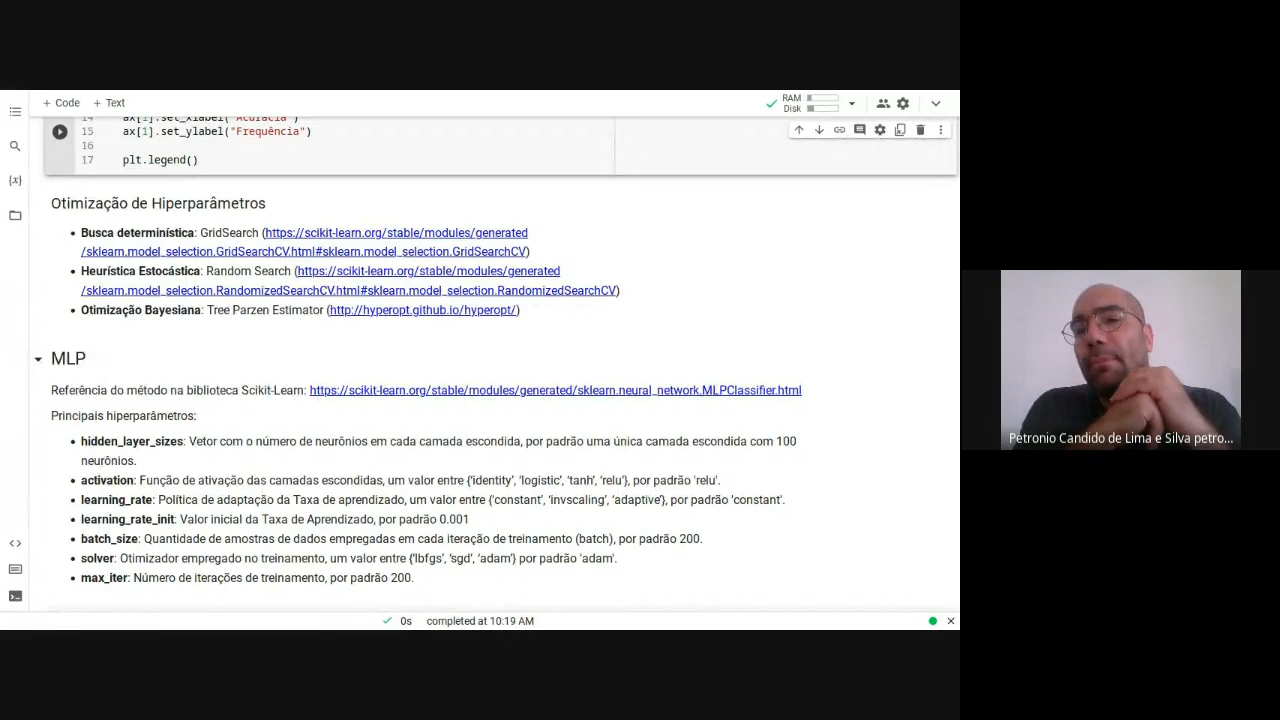 + Code + Text
RAM
Disk
14 ax[1].set_xlabel("Acurácia")
15 ax[1].set_ylabel("Frequência")
16
17 plt.legend()
Otimização de Hiperparâmetros
• Busca determinística: GridSearch (https://scikit-learn.org/stable/modules/generated
/sklearn.model_selection.GridSearchCV.html#sklearn.model_selection.GridSearchCV)
• Heurística Estocástica: Random Search (https://scikit-learn.org/stable/modules/generated
/sklearn.model_selection.RandomizedSearchCV.html#sklearn.model_selection.RandomizedSearchCV)
• Otimização Bayesiana: Tree Parzen Estimator (http://hyperopt.github.io/hyperopt/)
MLP
Referência do método na biblioteca Scikit-Learn: https://scikit-learn.org/stable/modules/generated/sklearn.neural_network.MLPClassifier.html
Principais hiperparâmetros:
• hidden_layer_sizes: Vetor com o número de neurônios em cada camada escondida, por padrão uma única camada escondida com 100
neurônios.
• activation: Função de ativação das camadas escondidas, um valor entre {‘identity’, ‘logistic’, ‘tanh’, ‘relu’}, por padrão 'relu'.
• learning_rate: Política de adaptação da Taxa de aprendizado, um valor entre {‘constant’, ‘invscaling’, ‘adaptive’}, por padrão 'constant'.
• learning_rate_init: Valor inicial da Taxa de Aprendizado, por padrão 0.001
• batch_size: Quantidade de amostras de dados empregadas em cada iteração de treinamento (batch), por padrão 200.
• solver: Otimizador empregado no treinamento, um valor entre {‘lbfgs’, ‘sgd’, ‘adam’} por padrão 'adam'.
• max_iter: Número de iterações de treinamento, por padrão 200.
0s completed at 10:19 AM
Petronio Candido de Lima e Silva petro...